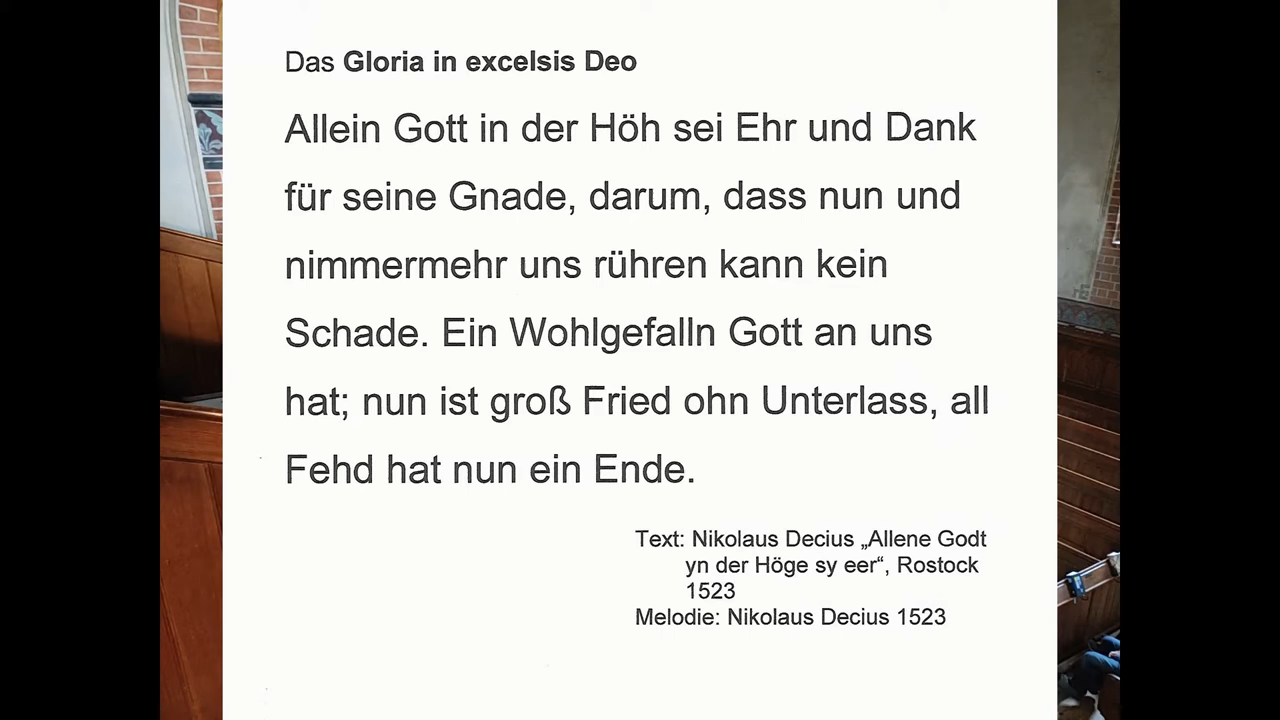 Das Gloria in excelsis Deo
Allein Gott in der Höh sei Ehr und Dank
für seine Gnade, darum, dass nun und
nimmermehr uns rühren kann kein
Schade. Ein Wohlgefalln Gott an uns
hat; nun ist groß Fried ohn Unterlass, all
Fehd hat nun ein Ende.
Text: Nikolaus Decius „Allene Godt
yn der Höge sy eer“, Rostock
1523
Melodie: Nikolaus Decius 1523